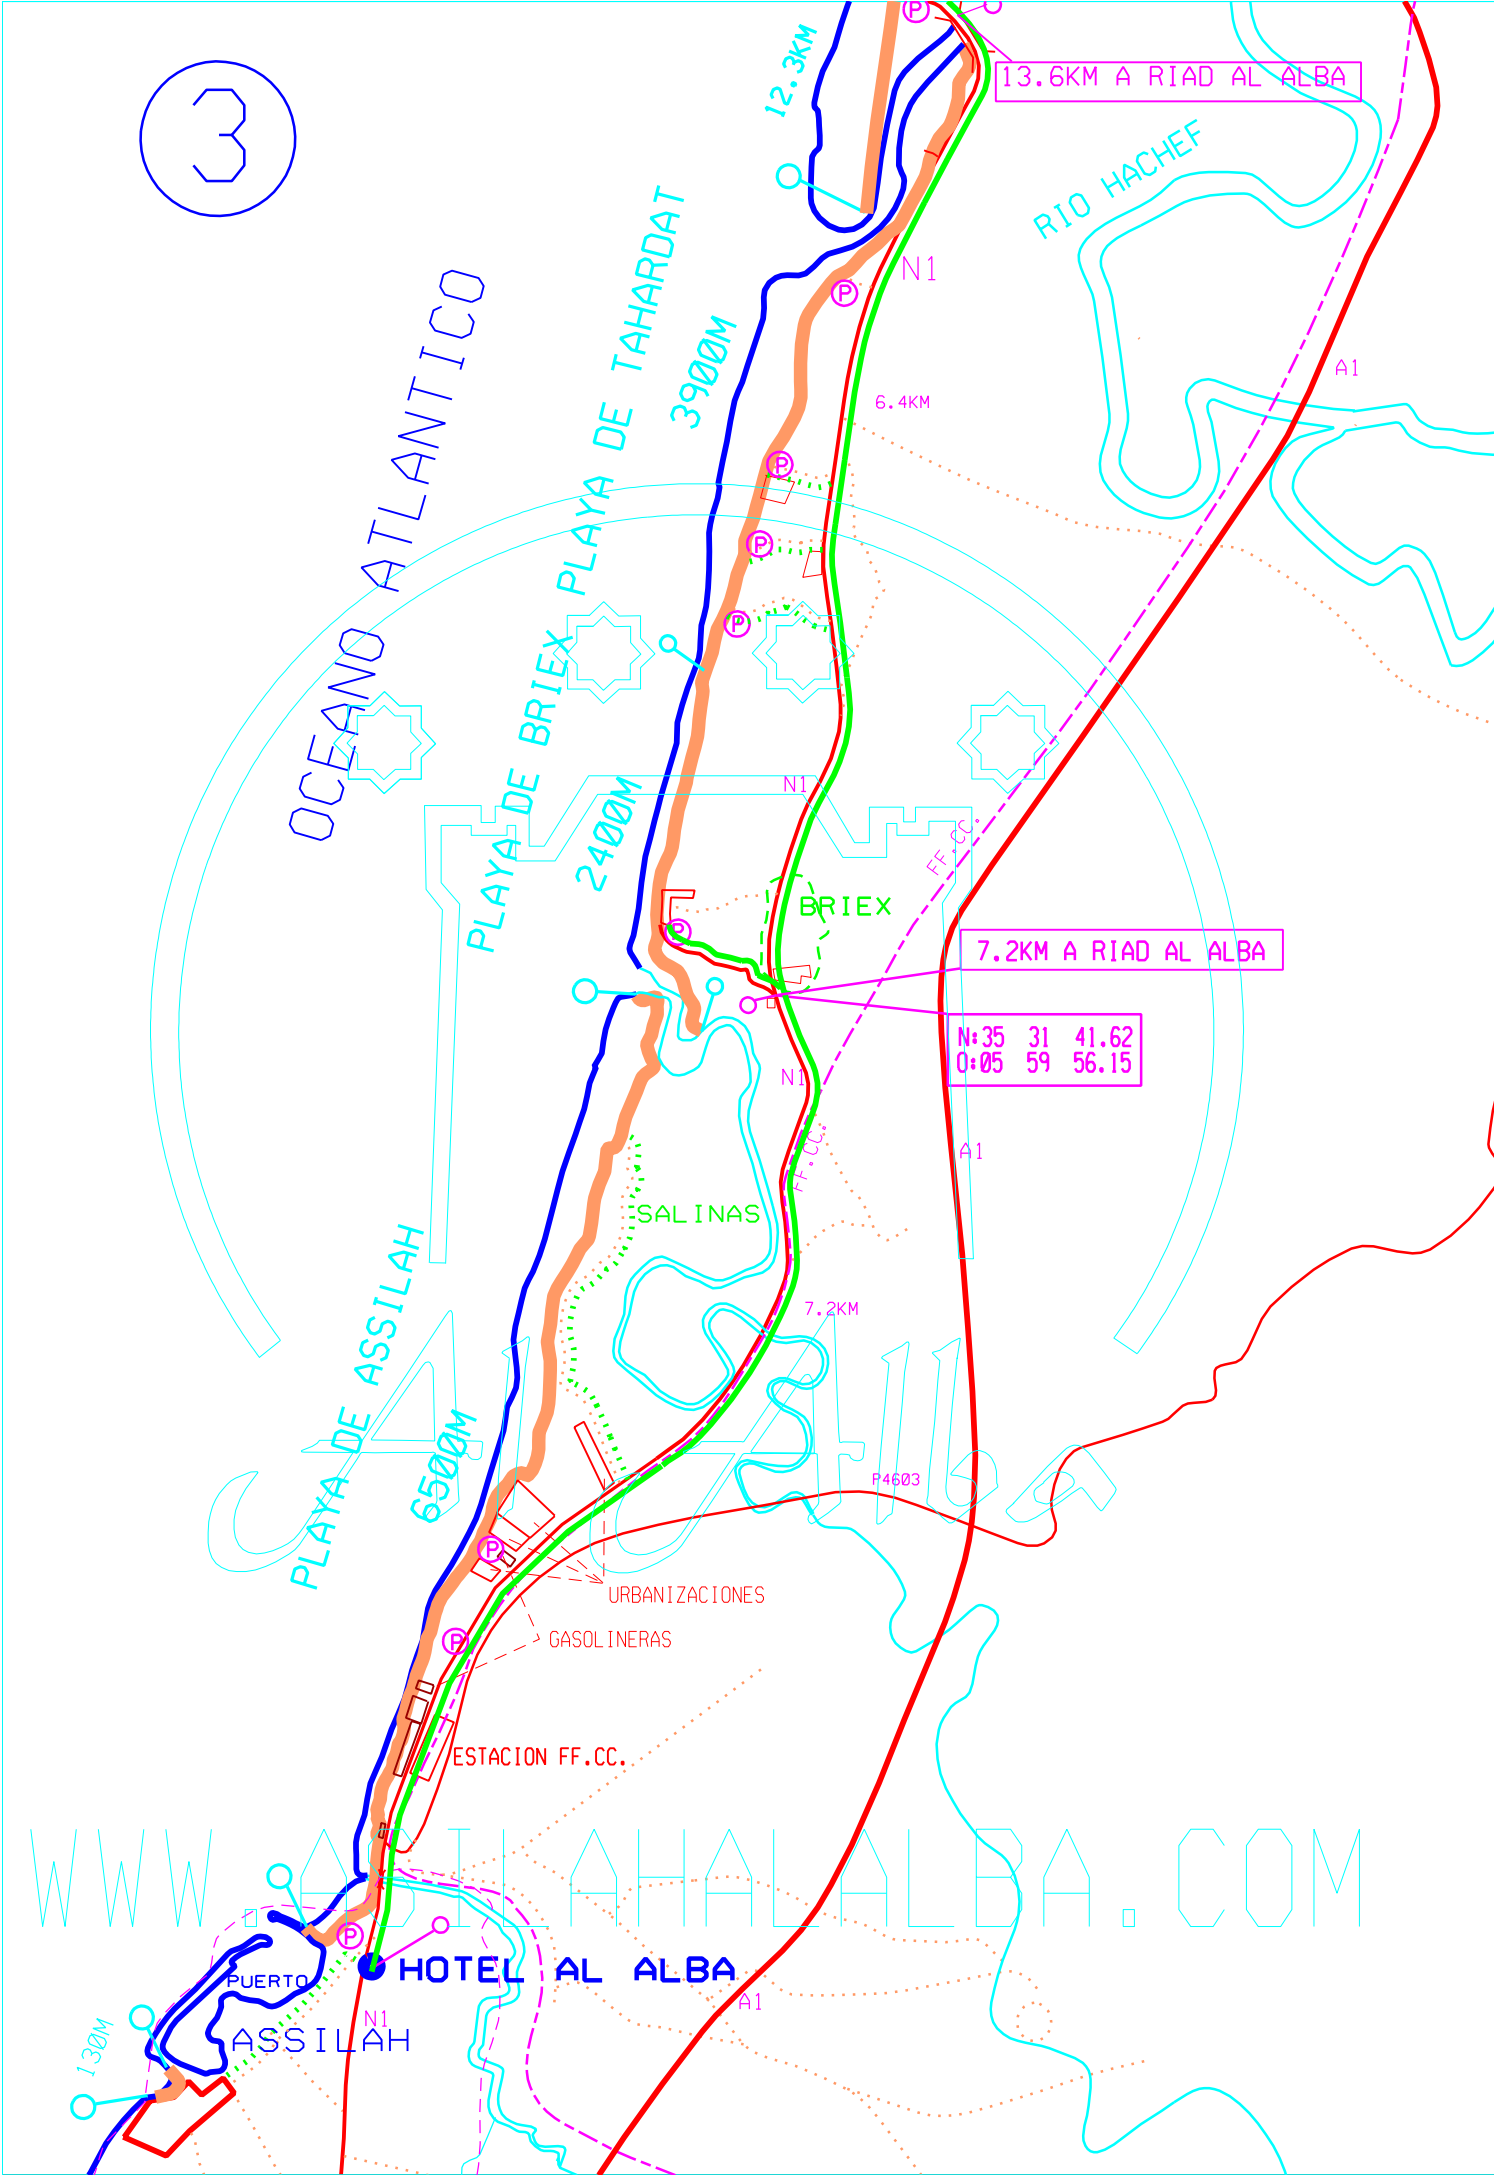 3
12.3KM
13.6KM A RIAD AL ALBA
RIO HACHEF
PLAYA DE TAHARDAT
3900M
N1
OCEANO ATLANTICO
A1
6.4KM
P
P
P
P
P
P
P
P
P
PLAYA DE BRIEX
2400M
N1
FF.CC.
BRIEX
7.2KM A RIAD AL ALBA
N:35 31 41.62
O:05 59 56.15
N1
FF.CC.
A1
SALINAS
7.2KM
PLAYA DE ASSILAH
6500M
Al Alba
P4603
URBANIZACIONES
GASOLINERAS
ESTACION FF.CC.
WWW.ASILAHALALBA.COM
HOTEL AL ALBA
PUERTO
A1
N1
ASSILAH
130M